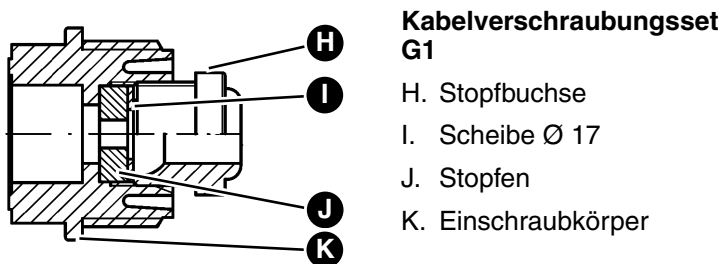 H
I
J
K
Kabelverschraubungsset
G1
H. Stopfbuchse
I. Scheibe Ø 17
J. Stopfen
K. Einschraubkörper